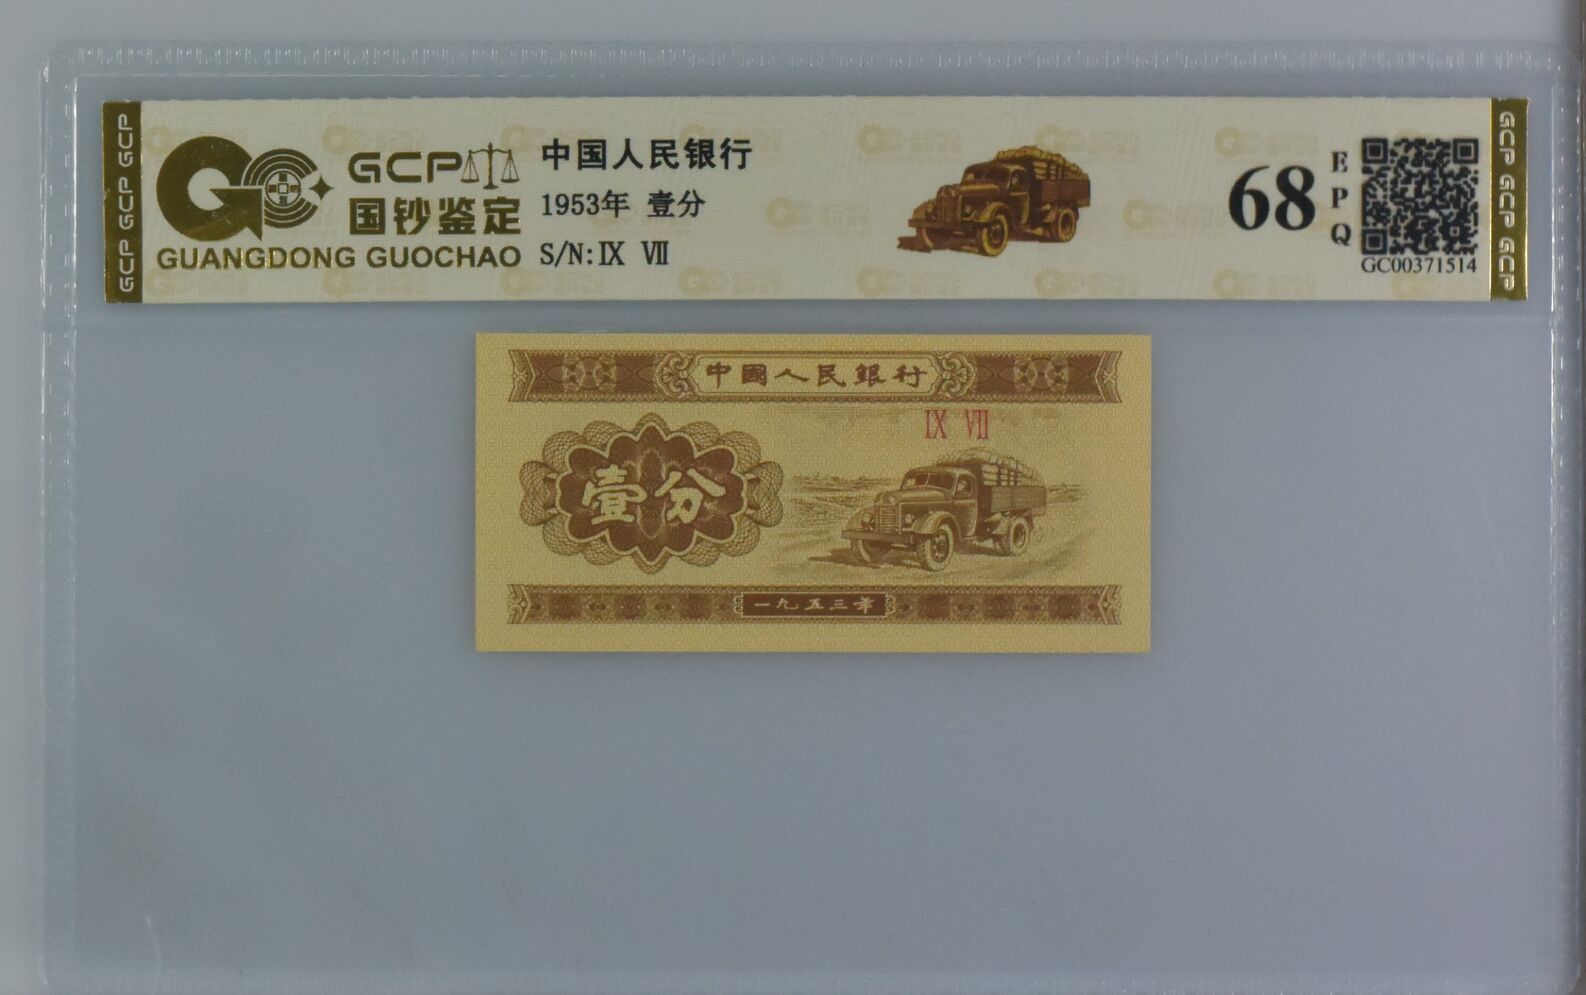 GCP GCP GCP
GCP
国钞鉴定
GUANGDONG GUOCHAO
中国人民银行
1953年 壹分
S/N:Ⅸ Ⅶ
68
EPQ
GC00371514
GCP GCP GCP
中國人民銀行
Ⅸ Ⅶ
壹分
一九五三年